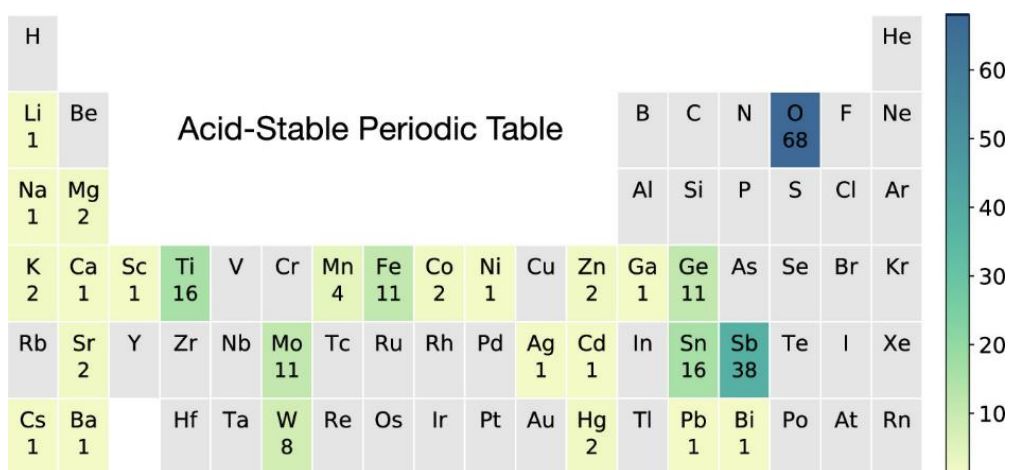 H He
60
Li Be B C N O F Ne
1 68
Acid-Stable Periodic Table
50
Na Mg Al Si P S Cl Ar
1 2
40
K Ca Sc Ti V Cr Mn Fe Co Ni Cu Zn Ga Ge As Se Br Kr
2 1 1 16 4 11 2 1 2 1 11
30
Rb Sr Y Zr Nb Mo Tc Ru Rh Pd Ag Cd In Sn Sb Te I Xe
2 11 1 1 16 38
20
Cs Ba Hf Ta W Re Os Ir Pt Au Hg Tl Pb Bi Po At Rn
1 1 8 2 1 1
10